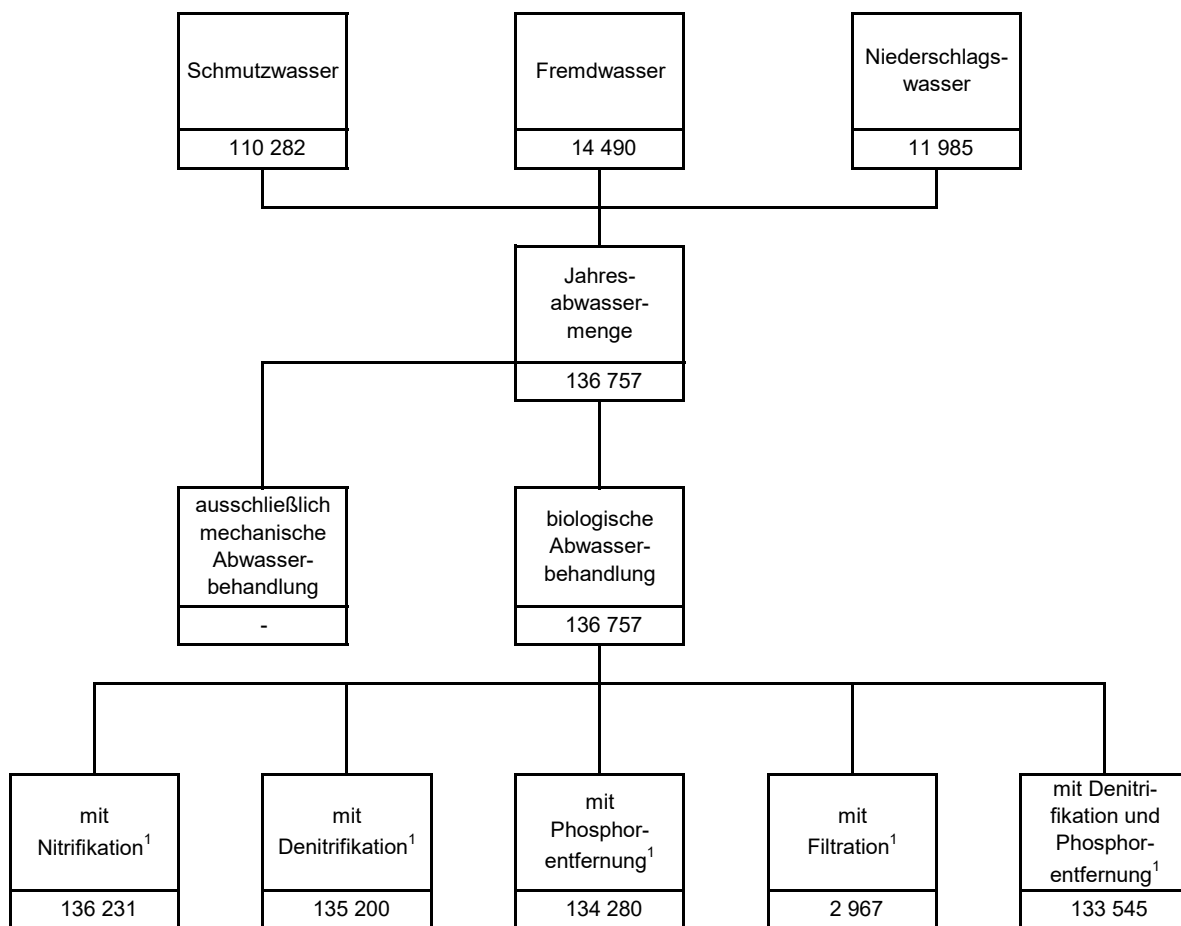 Schmutzwasser
110 282
Fremdwasser
14 490
Niederschlags-
wasser
11 985
Jahres-
abwasser-
menge
136 757
ausschließlich
mechanische
Abwasser-
behandlung
-
biologische
Abwasser-
behandlung
136 757
mit
Nitrifikation¹
136 231
mit
Denitrifikation¹
135 200
mit
Phosphor-
entfernung¹
134 280
mit
Filtration¹
2 967
mit Denitri-
fikation und
Phosphor-
entfernung¹
133 545